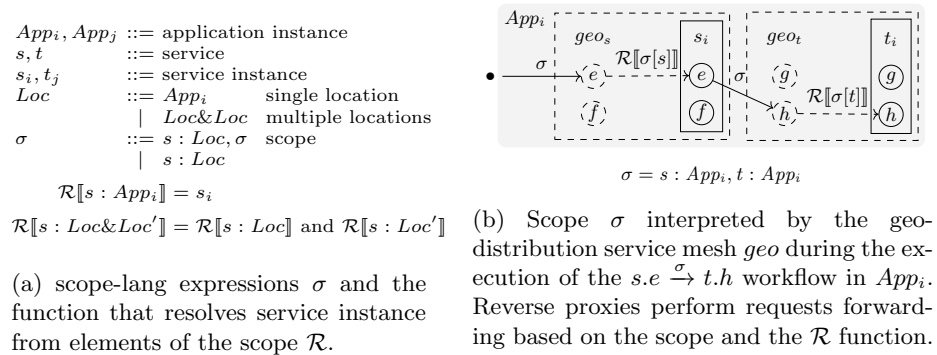 App_i, App_j ::= application instance
s, t ::= service
s_i, t_j ::= service instance
Loc ::= App_i single location
| Loc&Loc multiple locations
σ ::= s : Loc, σ scope
| s : Loc
R⟦s : App_i⟧ = s_i
R⟦s : Loc&Loc′⟧ = R⟦s : Loc⟧ and R⟦s : Loc′⟧
(a) scope-lang expressions σ and the
function that resolves service instance
from elements of the scope R.
App_i
geo_s s_i geo_t t_i
σ e R⟦σ[s]⟧ e σ g g
f f h R⟦σ[t]⟧ h
σ = s : App_i, t : App_i
(b) Scope σ interpreted by the geo-
distribution service mesh geo during the ex-
ecution of the s.e →^σ t.h workflow in App_i.
Reverse proxies perform requests forward-
ing based on the scope and the R function.